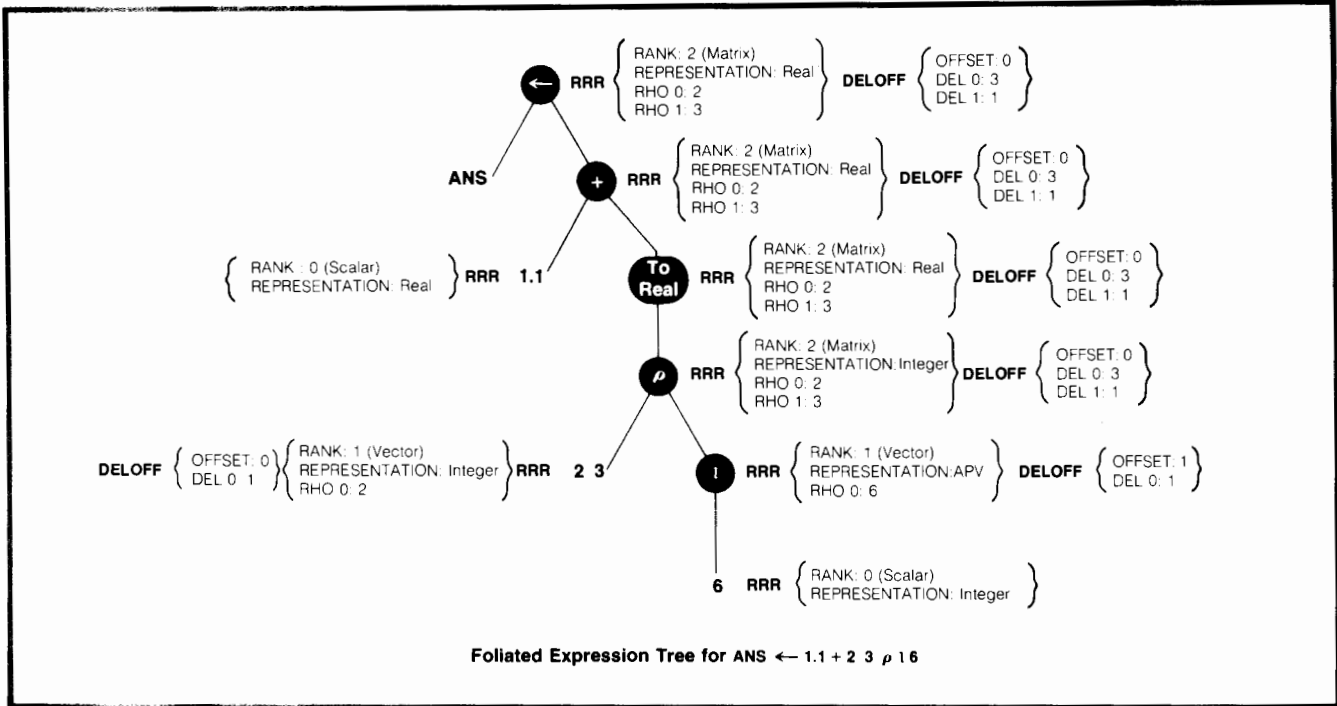 ← RRR { RANK: 2 (Matrix)
REPRESENTATION: Real
RHO 0: 2
RHO 1: 3 } DELOFF { OFFSET: 0
DEL 0: 3
DEL 1: 1 }
ANS
+ RRR { RANK: 2 (Matrix)
REPRESENTATION: Real
RHO 0: 2
RHO 1: 3 } DELOFF { OFFSET: 0
DEL 0: 3
DEL 1: 1 }
{ RANK : 0 (Scalar)
REPRESENTATION: Real } RRR 1.1
To
Real RRR { RANK: 2 (Matrix)
REPRESENTATION: Real
RHO 0: 2
RHO 1: 3 } DELOFF { OFFSET: 0
DEL 0: 3
DEL 1: 1 }
ρ RRR { RANK: 2 (Matrix)
REPRESENTATION: Integer
RHO 0: 2
RHO 1: 3 } DELOFF { OFFSET: 0
DEL 0: 3
DEL 1: 1 }
DELOFF { OFFSET: 0
DEL 0 1 } { RANK: 1 (Vector)
REPRESENTATION: Integer
RHO 0: 2 } RRR 2 3
ι RRR { RANK: 1 (Vector)
REPRESENTATION:APV
RHO 0: 6 } DELOFF { OFFSET: 1
DEL 0: 1 }
6 RRR { RANK: 0 (Scalar)
REPRESENTATION: Integer }
Foliated Expression Tree for ANS ← 1.1 + 2 3 ρ ι 6